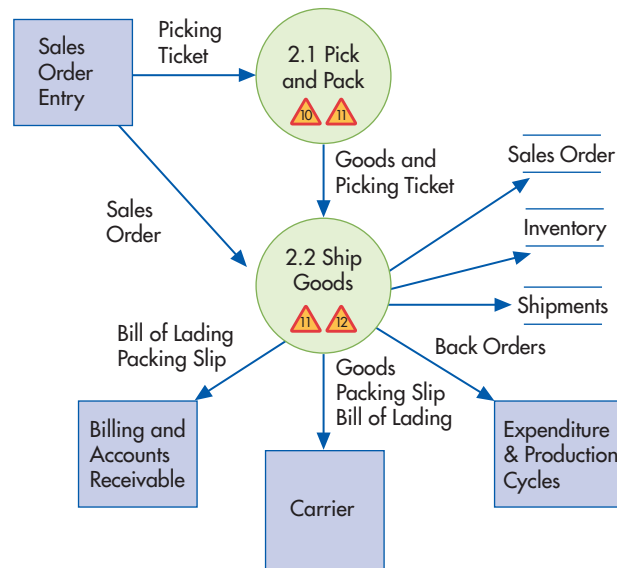 Sales
Order
Entry
Picking
Ticket
2.1 Pick
and Pack
10
11
Goods and
Picking Ticket
Sales
Order
2.2 Ship
Goods
11
12
Sales Order
Inventory
Shipments
Bill of Lading
Packing Slip
Goods
Packing Slip
Bill of Lading
Back Orders
Billing and
Accounts
Receivable
Carrier
Expenditure
& Production
Cycles